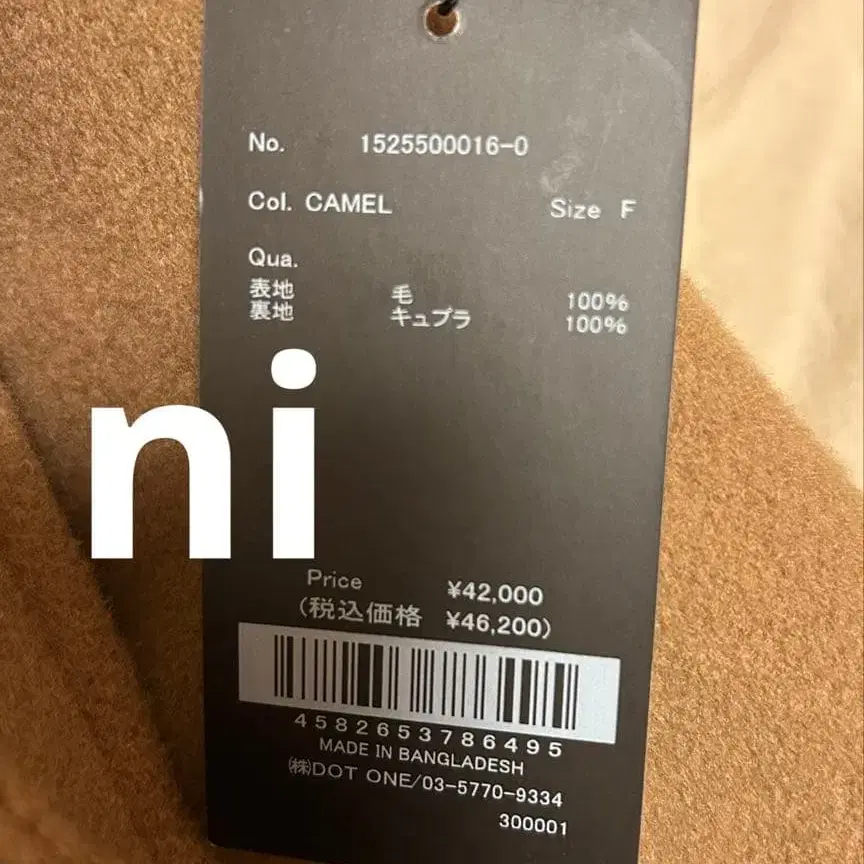 No. 1525500016-0
Col. CAMEL Size F
Qua.
表地 毛 100%
裏地 キュプラ 100%
ni
Price ¥42,000
(税込価格 ¥46,200)
4582653786495
MADE IN BANGLADESH
㈱DOT ONE/03-5770-9334
300001